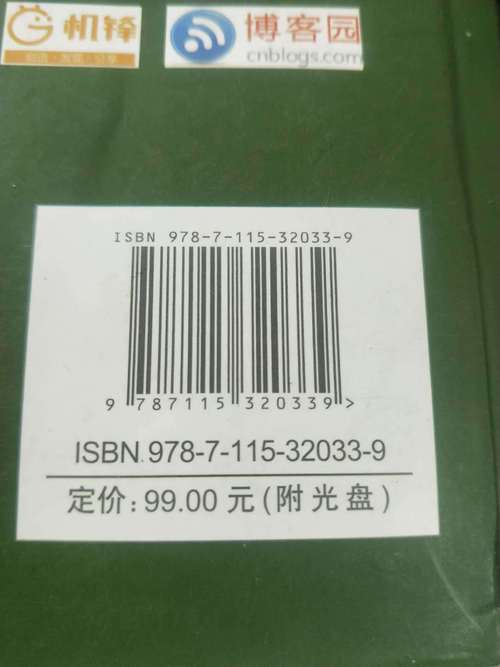 机锋
博客园
cnblogs.com
ISBN 978-7-115-32033-9
9 787115 320339 >
ISBN 978-7-115-32033-9
定价：99.00 元(附光盘)